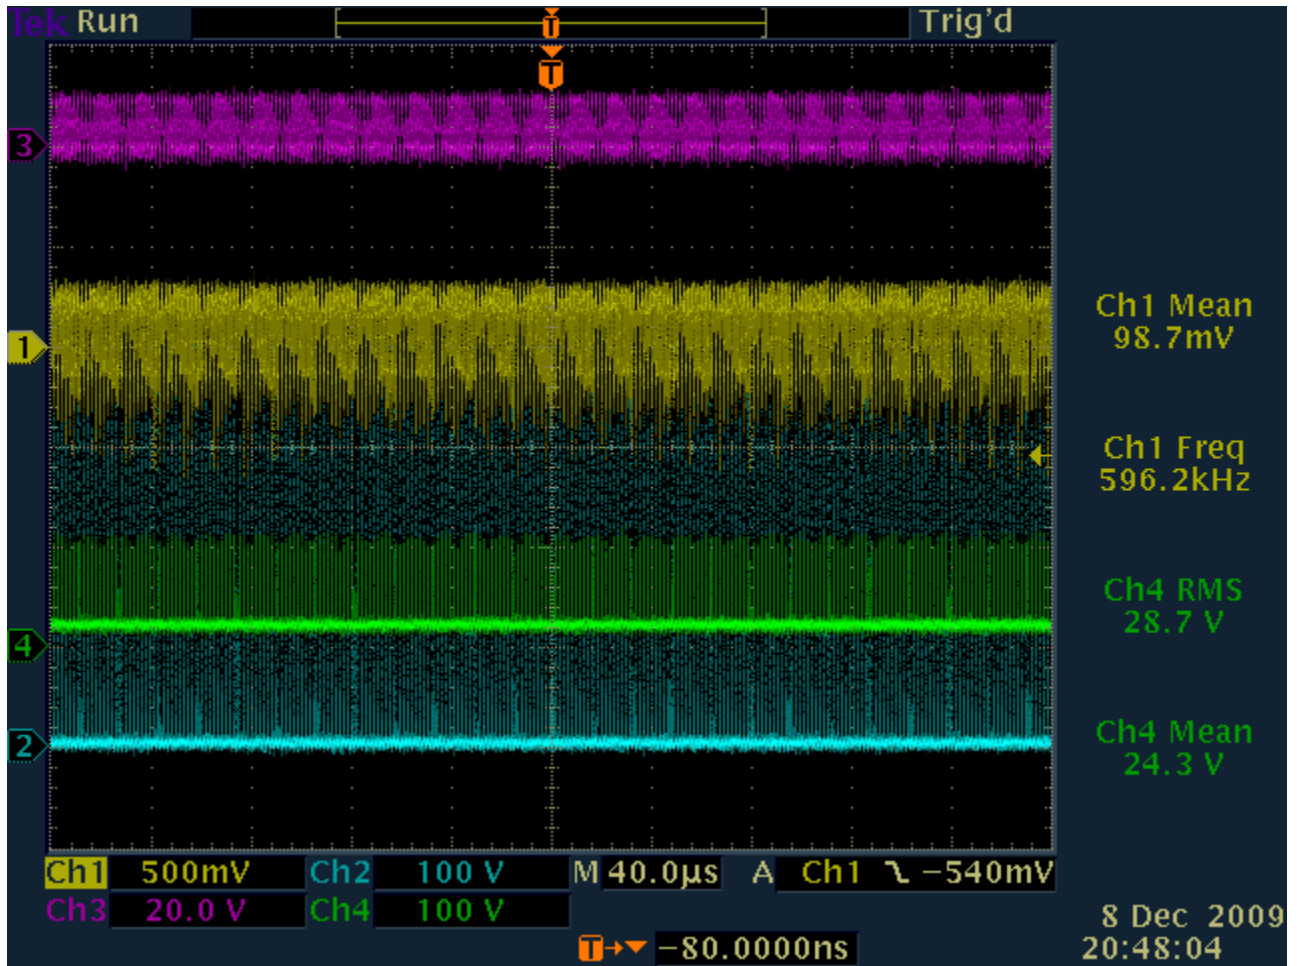 Tek Run Trig'd
T
T
3
1
4
2
Ch1 Mean
98.7mV
Ch1 Freq
596.2kHz
Ch4 RMS
28.7 V
Ch4 Mean
24.3 V
Ch1 500mV Ch2 100 V M 40.0µs A Ch1 -540mV
Ch3 20.0 V Ch4 100 V
T -80.0000ns
8 Dec 2009
20:48:04